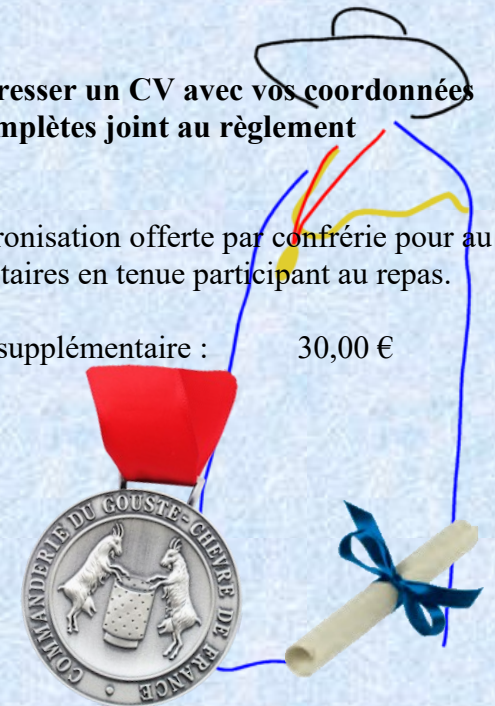 resser un CV avec vos coordonnées
mplètes joint au règlement
ronisation offerte par confrérie pour au
taires en tenue participant au repas.
supplémentaire : 30,00 €
COMMANDERIE DU GOUSTE-CHEVRE DE FRANCE